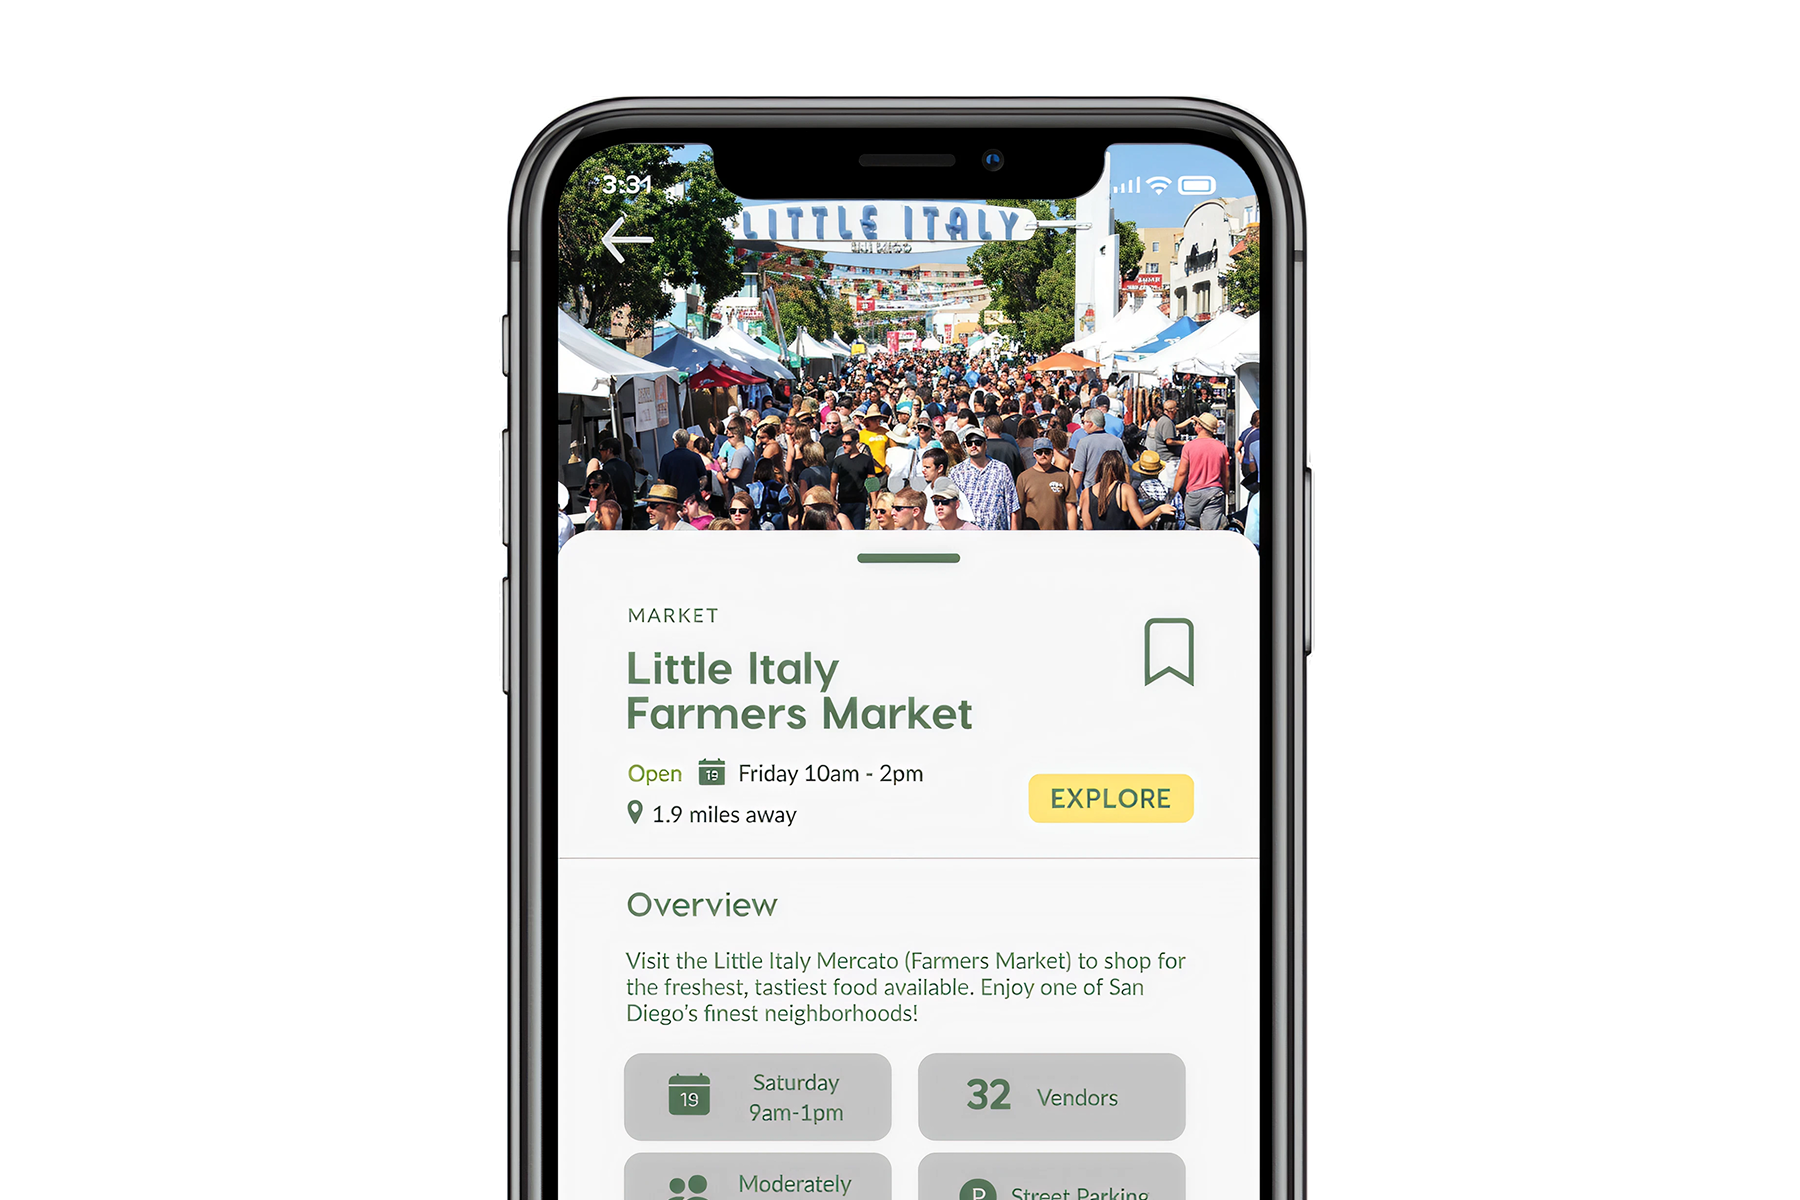 3:31
LITTLE ITALY
MARKET
Little Italy
Farmers Market
Open 19 Friday 10am - 2pm
1.9 miles away
EXPLORE
Overview
Visit the Little Italy Mercato (Farmers Market) to shop for
the freshest, tastiest food available. Enjoy one of San
Diego's finest neighborhoods!
19 Saturday
9am-1pm
32 Vendors
Moderately
P Street Parking